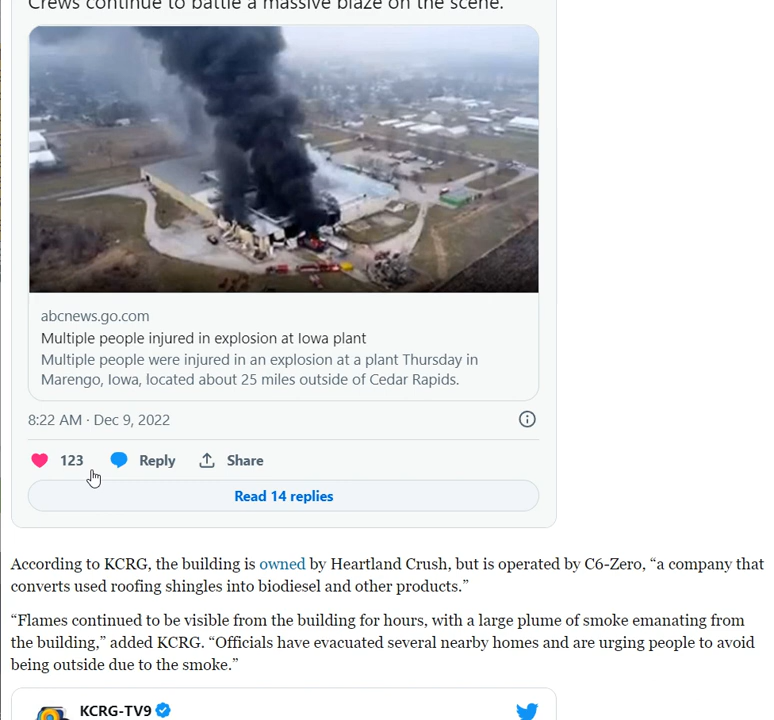 Crews continue to battle a massive blaze on the scene.
abcnews.go.com
Multiple people injured in explosion at Iowa plant
Multiple people were injured in an explosion at a plant Thursday in
Marengo, Iowa, located about 25 miles outside of Cedar Rapids.
8:22 AM · Dec 9, 2022
123 Reply Share
Read 14 replies
According to KCRG, the building is owned by Heartland Crush, but is operated by C6-Zero, “a company that
converts used roofing shingles into biodiesel and other products.”
“Flames continued to be visible from the building for hours, with a large plume of smoke emanating from
the building,” added KCRG. “Officials have evacuated several nearby homes and are urging people to avoid
being outside due to the smoke.”
KCRG-TV9